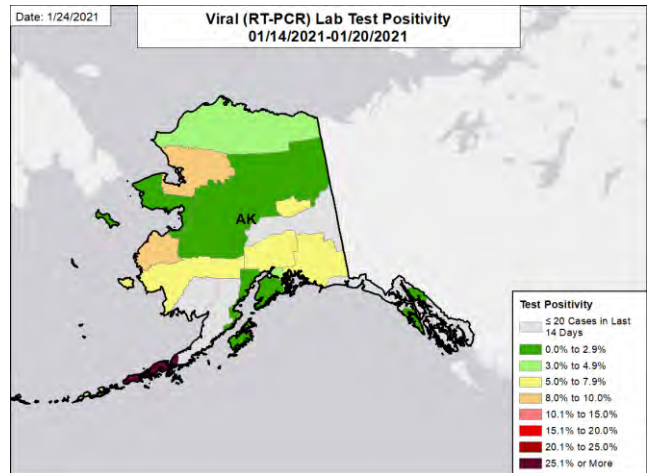 Date: 1/24/2021
Viral (RT-PCR) Lab Test Positivity
01/14/2021-01/20/2021
AK
Test Positivity
≤ 20 Cases in Last
14 Days
0.0% to 2.9%
3.0% to 4.9%
5.0% to 7.9%
8.0% to 10.0%
10.1% to 15.0%
15.1% to 20.0%
20.1% to 25.0%
25.1% or More